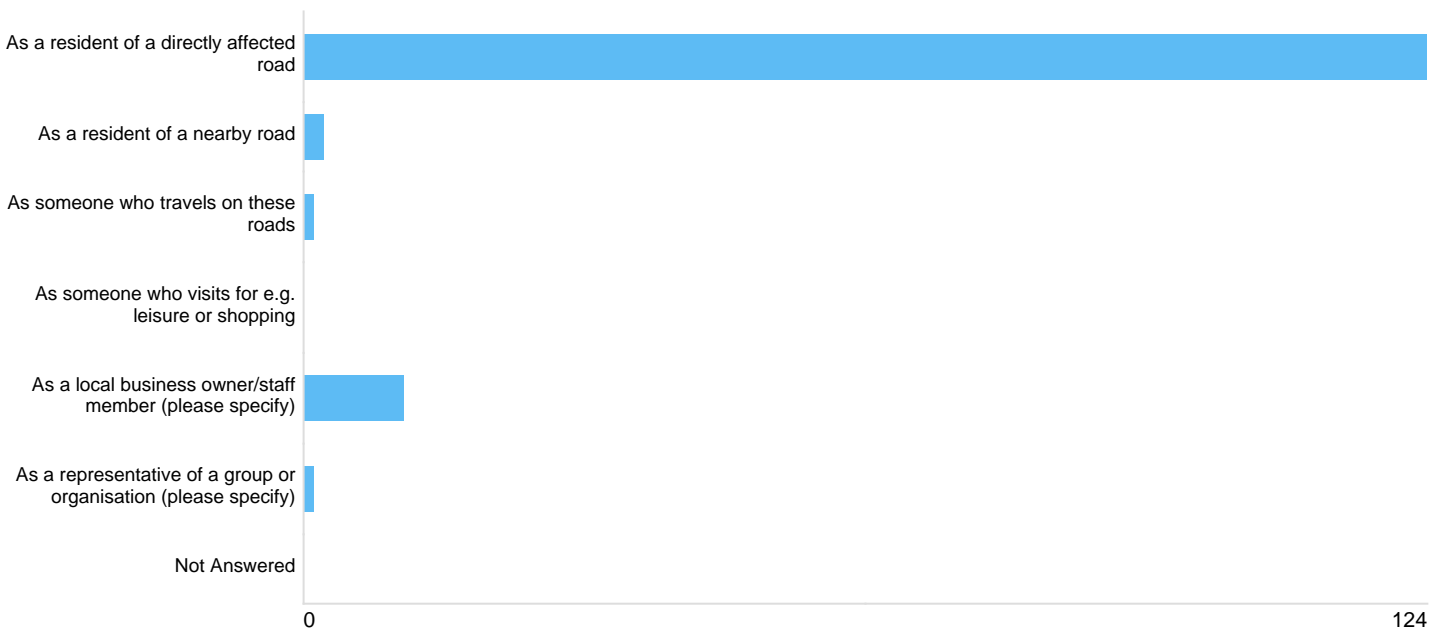 As a resident of a directly affected
road
As a resident of a nearby road
As someone who travels on these
roads
As someone who visits for e.g.
leisure or shopping
As a local business owner/staff
member (please specify)
As a representative of a group or
organisation (please specify)
Not Answered
0
124